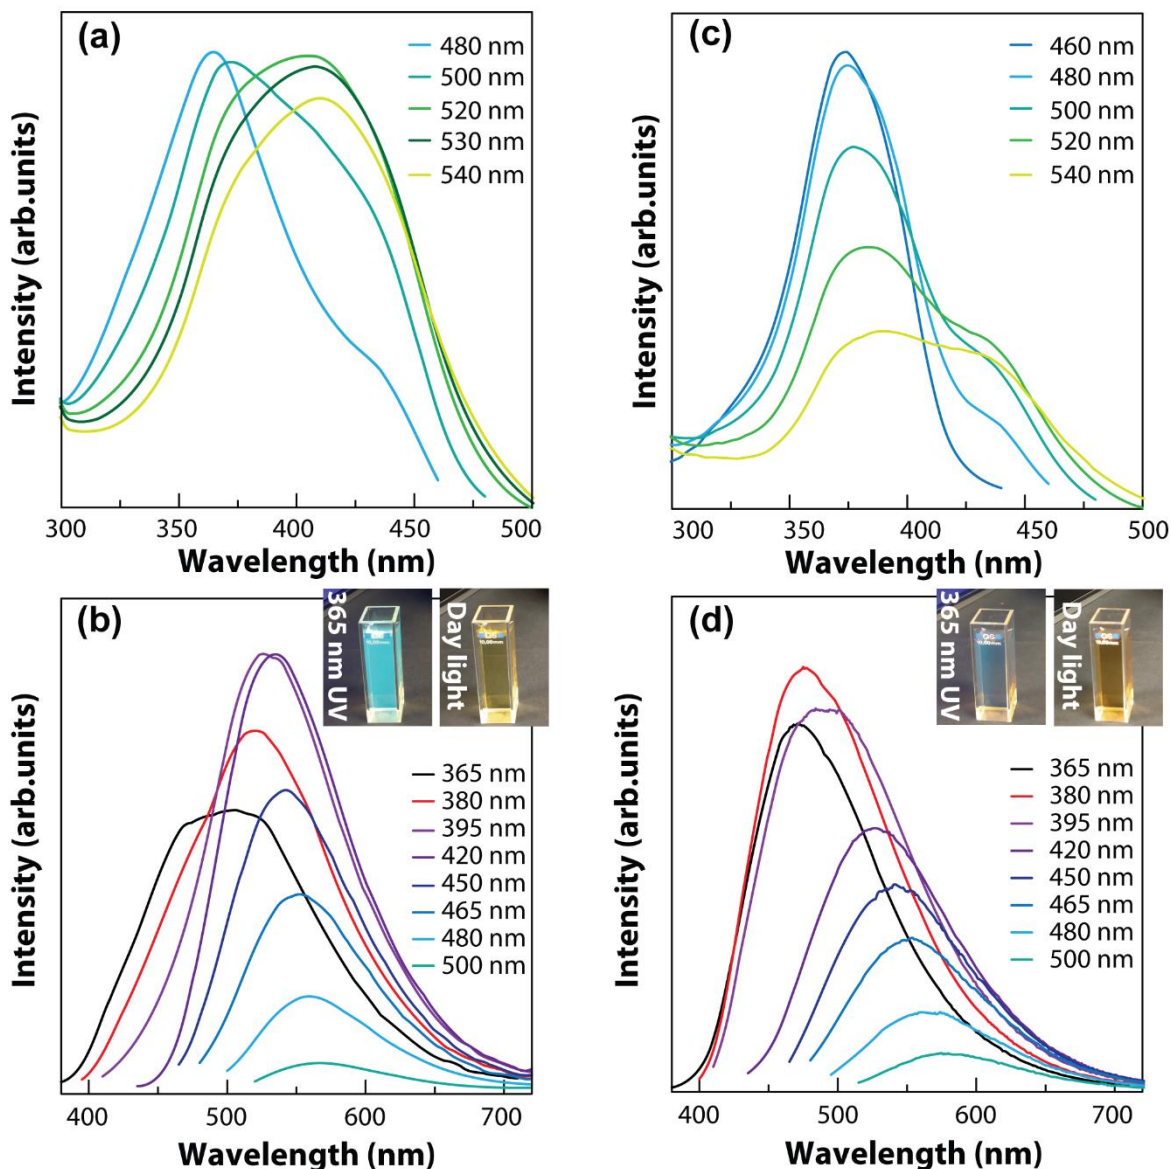 (a)
480 nm
500 nm
520 nm
530 nm
540 nm
Intensity (arb.units)
300 350 400 450 500
Wavelength (nm)
(c)
460 nm
480 nm
500 nm
520 nm
540 nm
Intensity (arb.units)
300 350 400 450 500
Wavelength (nm)
(b)
365 nm UV
Day light
365 nm
380 nm
395 nm
420 nm
450 nm
465 nm
480 nm
500 nm
Intensity (arb.units)
400 500 600 700
Wavelength (nm)
(d)
365 nm UV
Day light
365 nm
380 nm
395 nm
420 nm
450 nm
465 nm
480 nm
500 nm
Intensity (arb.units)
400 500 600 700
Wavelength (nm)